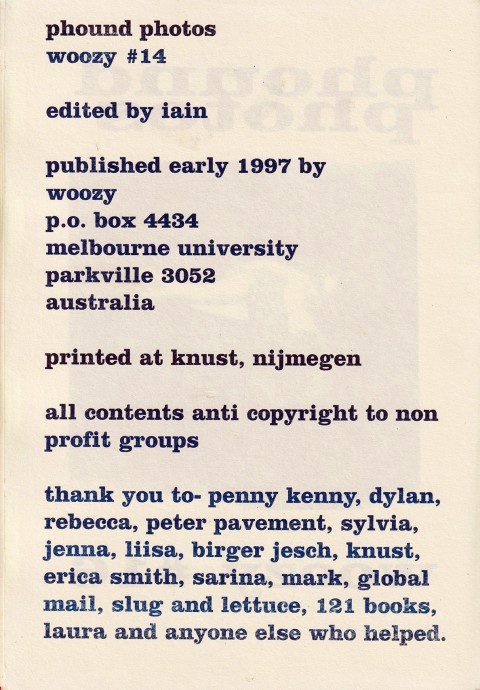 phound photos
woozy #14
edited by iain
published early 1997 by
woozy
p.o. box 4434
melbourne university
parkville 3052
australia
printed at knust, nijmegen
all contents anti copyright to non
profit groups
thank you to- penny kenny, dylan,
rebecca, peter pavement, sylvia,
jenna, liisa, birger jesch, knust,
erica smith, sarina, mark, global
mail, slug and lettuce, 121 books,
laura and anyone else who helped.